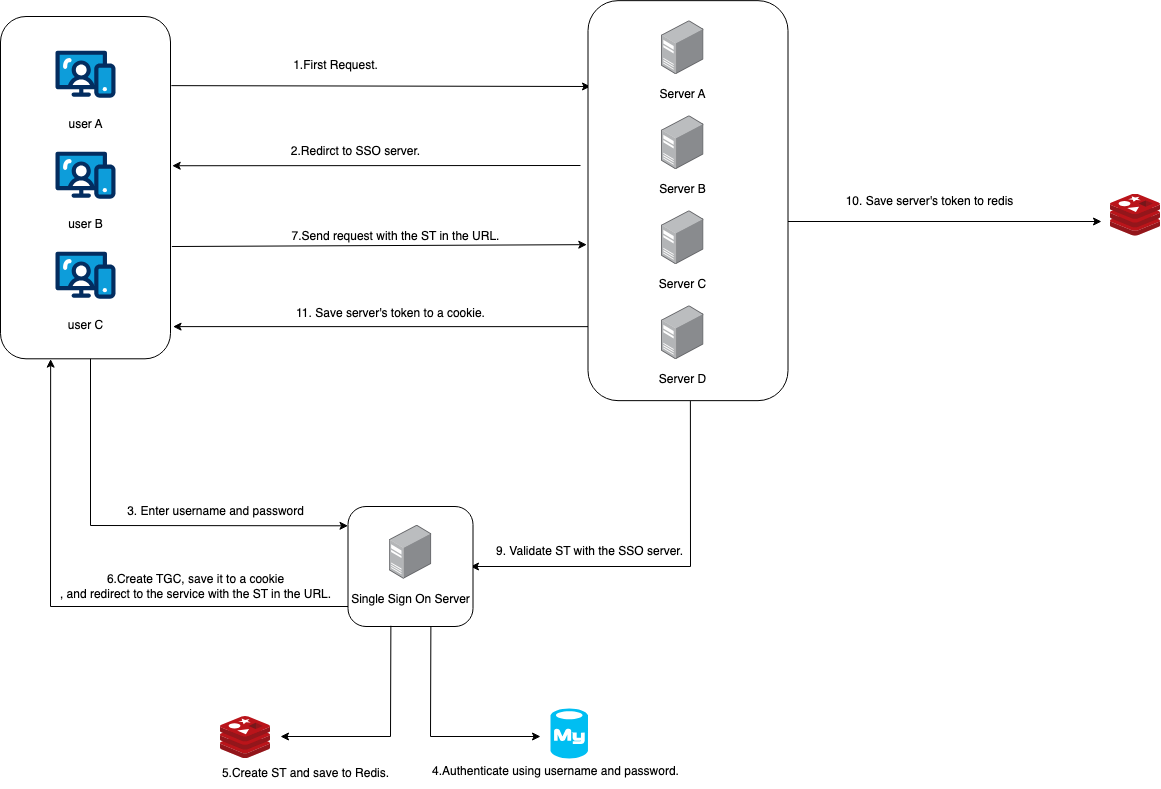 Server A
1.First Request.
user A
2.Redirct to SSO server.
Server B
10. Save server's token to redis
user B
7.Send request with the ST in the URL.
Server C
11. Save server's token to a cookie.
user C
Server D
3. Enter username and password
9. Validate ST with the SSO server.
6.Create TGC, save it to a cookie
, and redirect to the service with the ST in the URL.
Single Sign On Server
My
5.Create ST and save to Redis.
4.Authenticate using username and password.